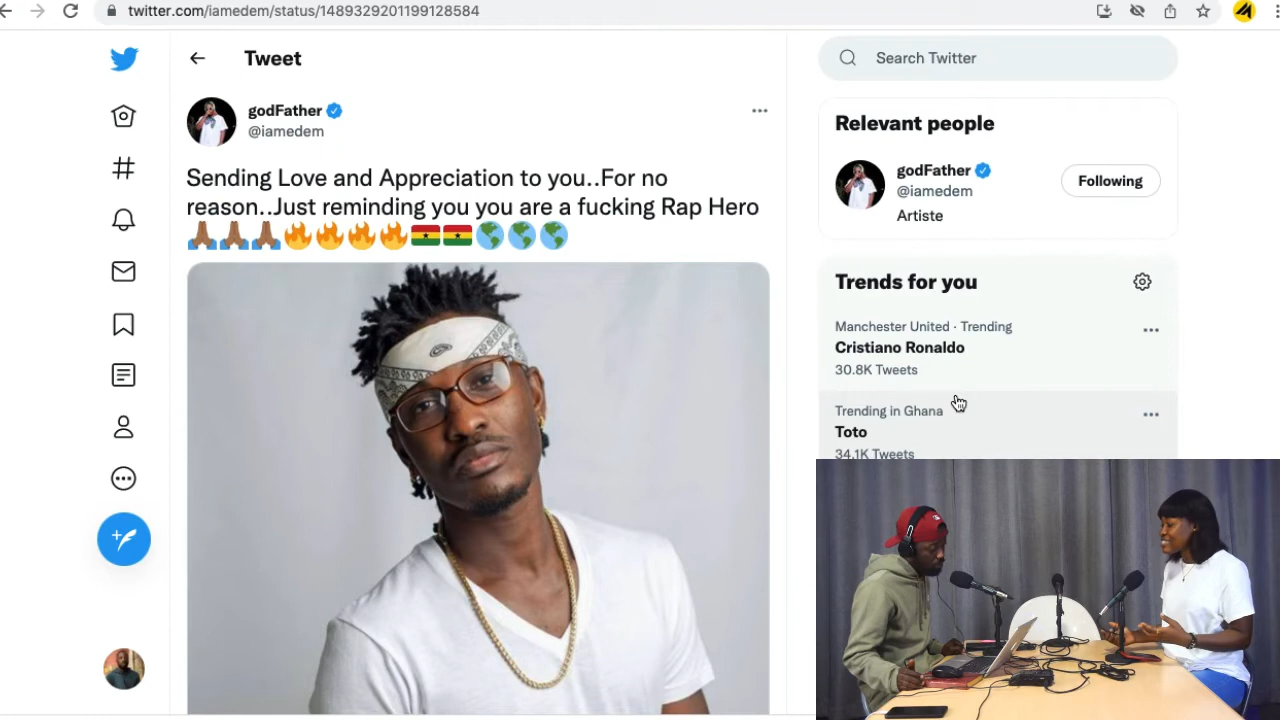 twitter.com/iamedem/status/1489329201199128584
Tweet
godFather
@iamedem
Sending Love and Appreciation to you..For no
reason..Just reminding you you are a fucking Rap Hero
🙏🏾🙏🏾🙏🏾🔥🔥🔥🔥🇬🇭🇬🇭🌎🌎🌎
Search Twitter
Relevant people
godFather
@iamedem
Artiste
Following
Trends for you
Manchester United · Trending
Cristiano Ronaldo
30.8K Tweets
Trending in Ghana
Toto
34.1K Tweets